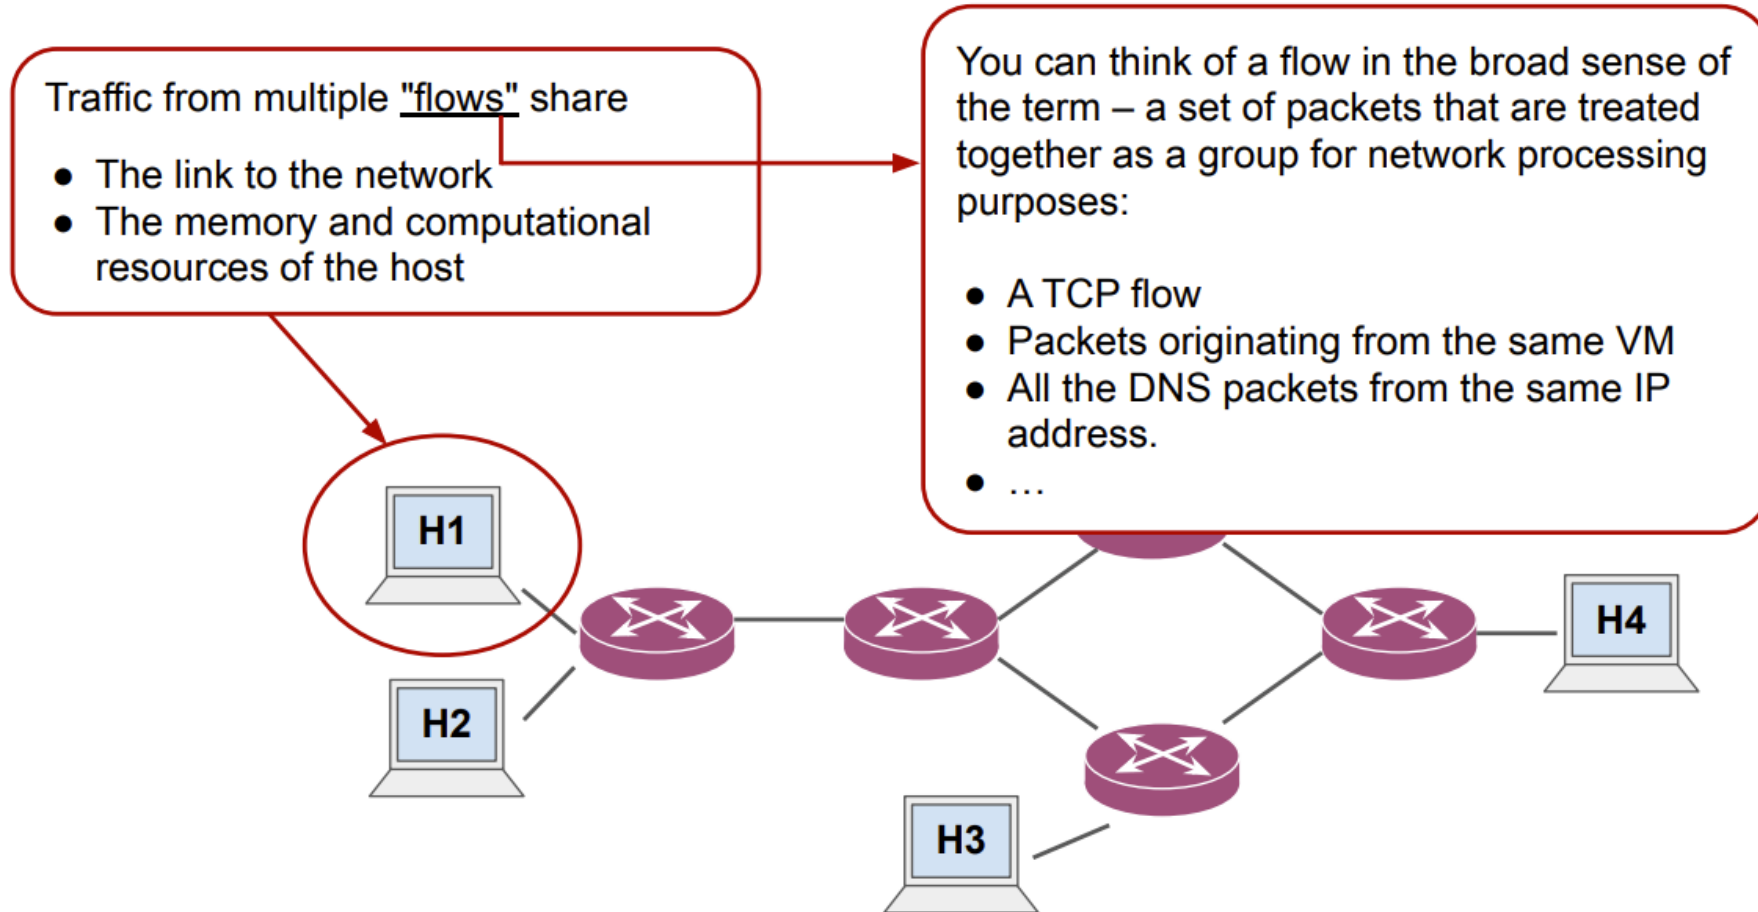 Traffic from multiple "flows" share
● The link to the network
● The memory and computational
resources of the host
You can think of a flow in the broad sense of
the term – a set of packets that are treated
together as a group for network processing
purposes:
● A TCP flow
● Packets originating from the same VM
● All the DNS packets from the same IP
address.
● …
H1
H2
H3
H4